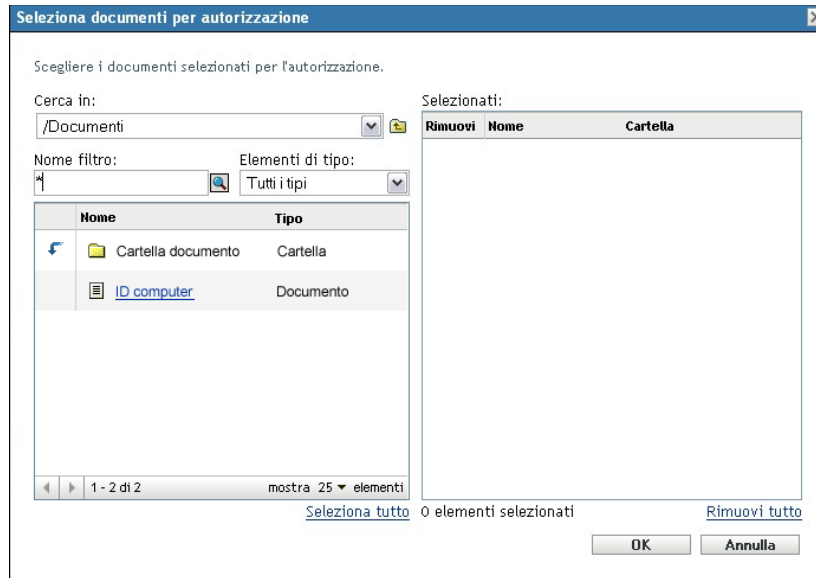 Seleziona documenti per autorizzazione
Scegliere i documenti selezionati per l'autorizzazione.
Cerca in:
/Documenti
Nome filtro:
Elementi di tipo:
*
Tutti i tipi
Nome
Tipo
Cartella documento
Cartella
ID computer
Documento
1 - 2 di 2
mostra 25 elementi
Seleziona tutto
Selezionati:
Rimuovi
Nome
Cartella
0 elementi selezionati
Rimuovi tutto
OK
Annulla